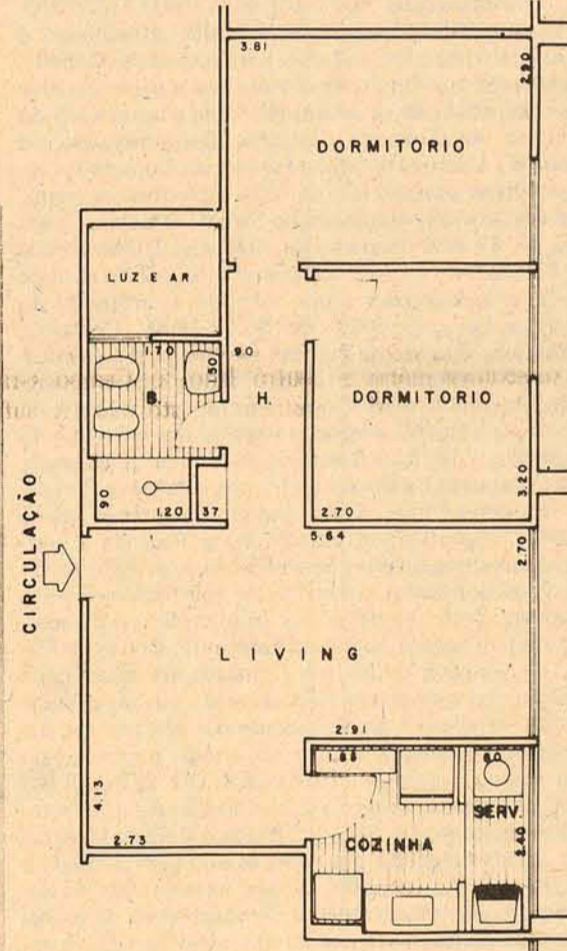 3.81
2.90
DORMITORIO
LUZ E AR
1.70
1.50
90
B.
H.
DORMITORIO
3.20
90
1.20
37
2.70
5.64
2.70
CIRCULAÇÃO
LIVING
2.91
1.88
60
4.13
SERV.
2.73
COZINHA
2.40